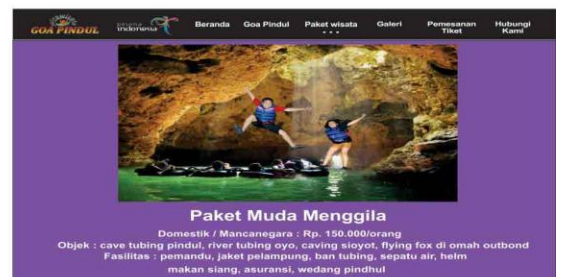 GOA PINDUL
pesona
indonesia
Beranda
Goa Pindul
Paket wisata
Galeri
Pemesanan
Tiket
Hubungi
Kami
Paket Muda Menggila
Domestik / Mancanegara : Rp. 150.000/orang
Objek : cave tubing pindul, river tubing oyo, caving sioyot, flying fox di omah outbond
Fasilitas : pemandu, jaket pelampung, ban tubing, sepatu air, helm
makan siang, asuransi, wedang pindhul